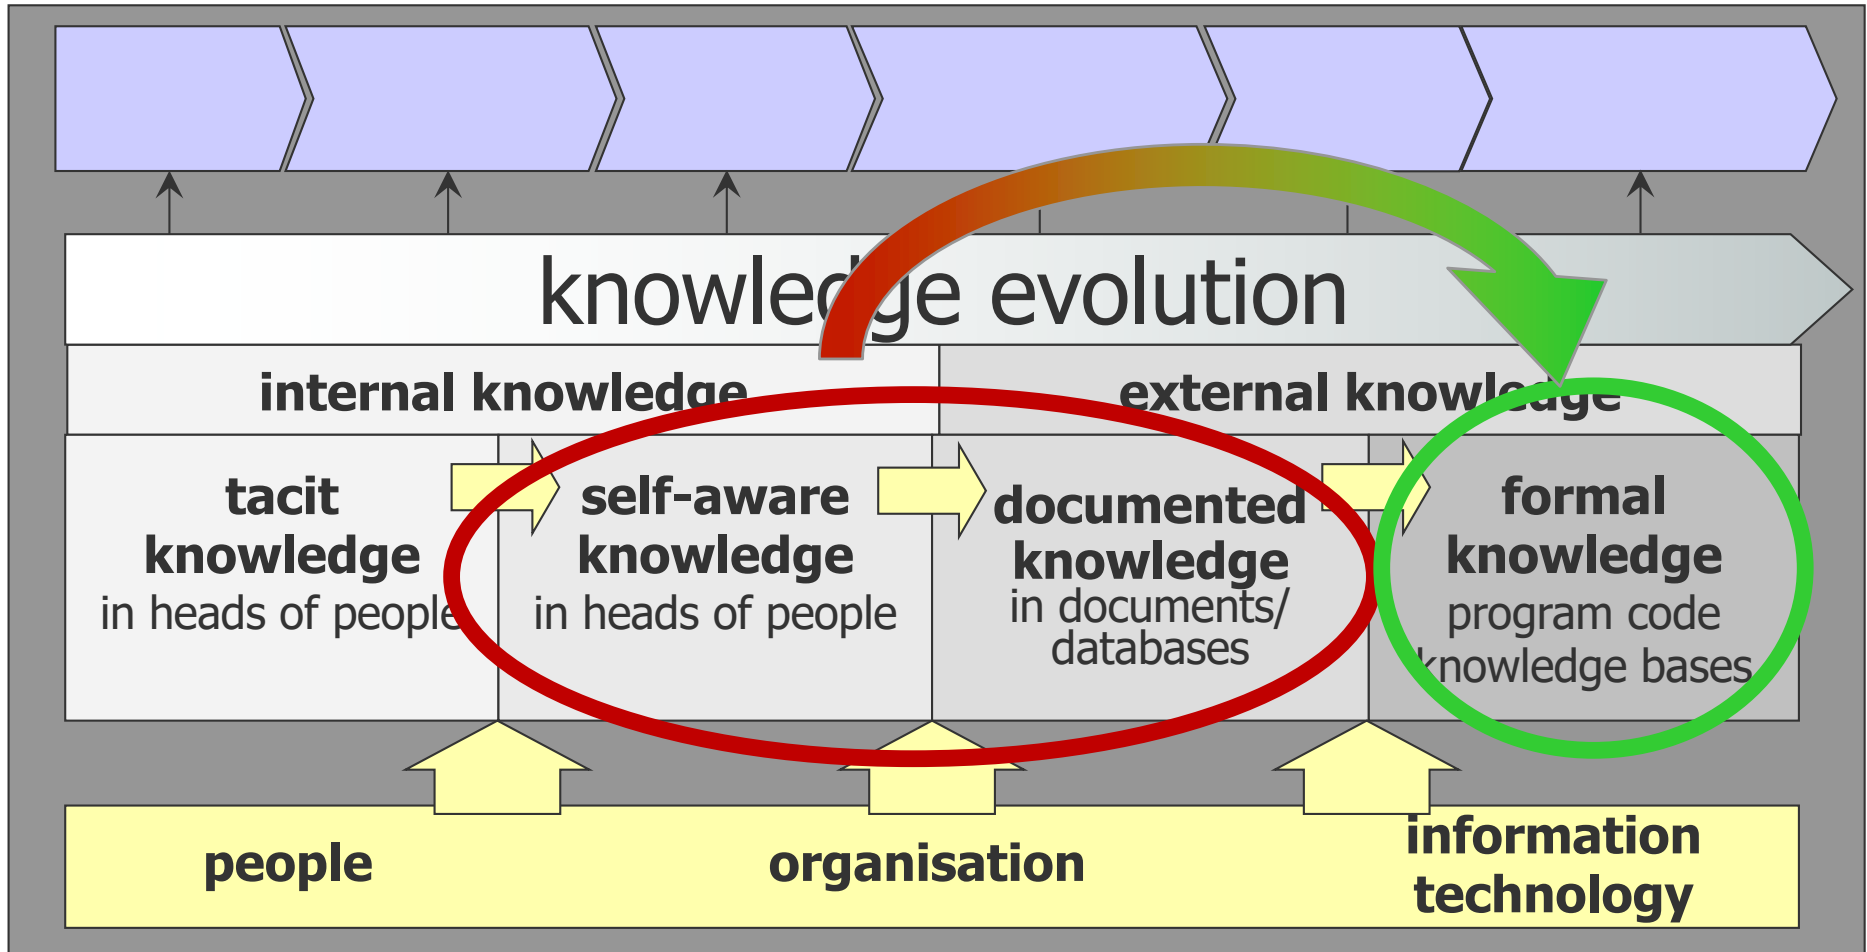 knowledge evolution
internal knowledge
external knowledge
tacit
knowledge
in heads of people
self-aware
knowledge
in heads of people
documented
knowledge
in documents/
databases
formal
knowledge
program code
knowledge bases
people
organisation
information
technology